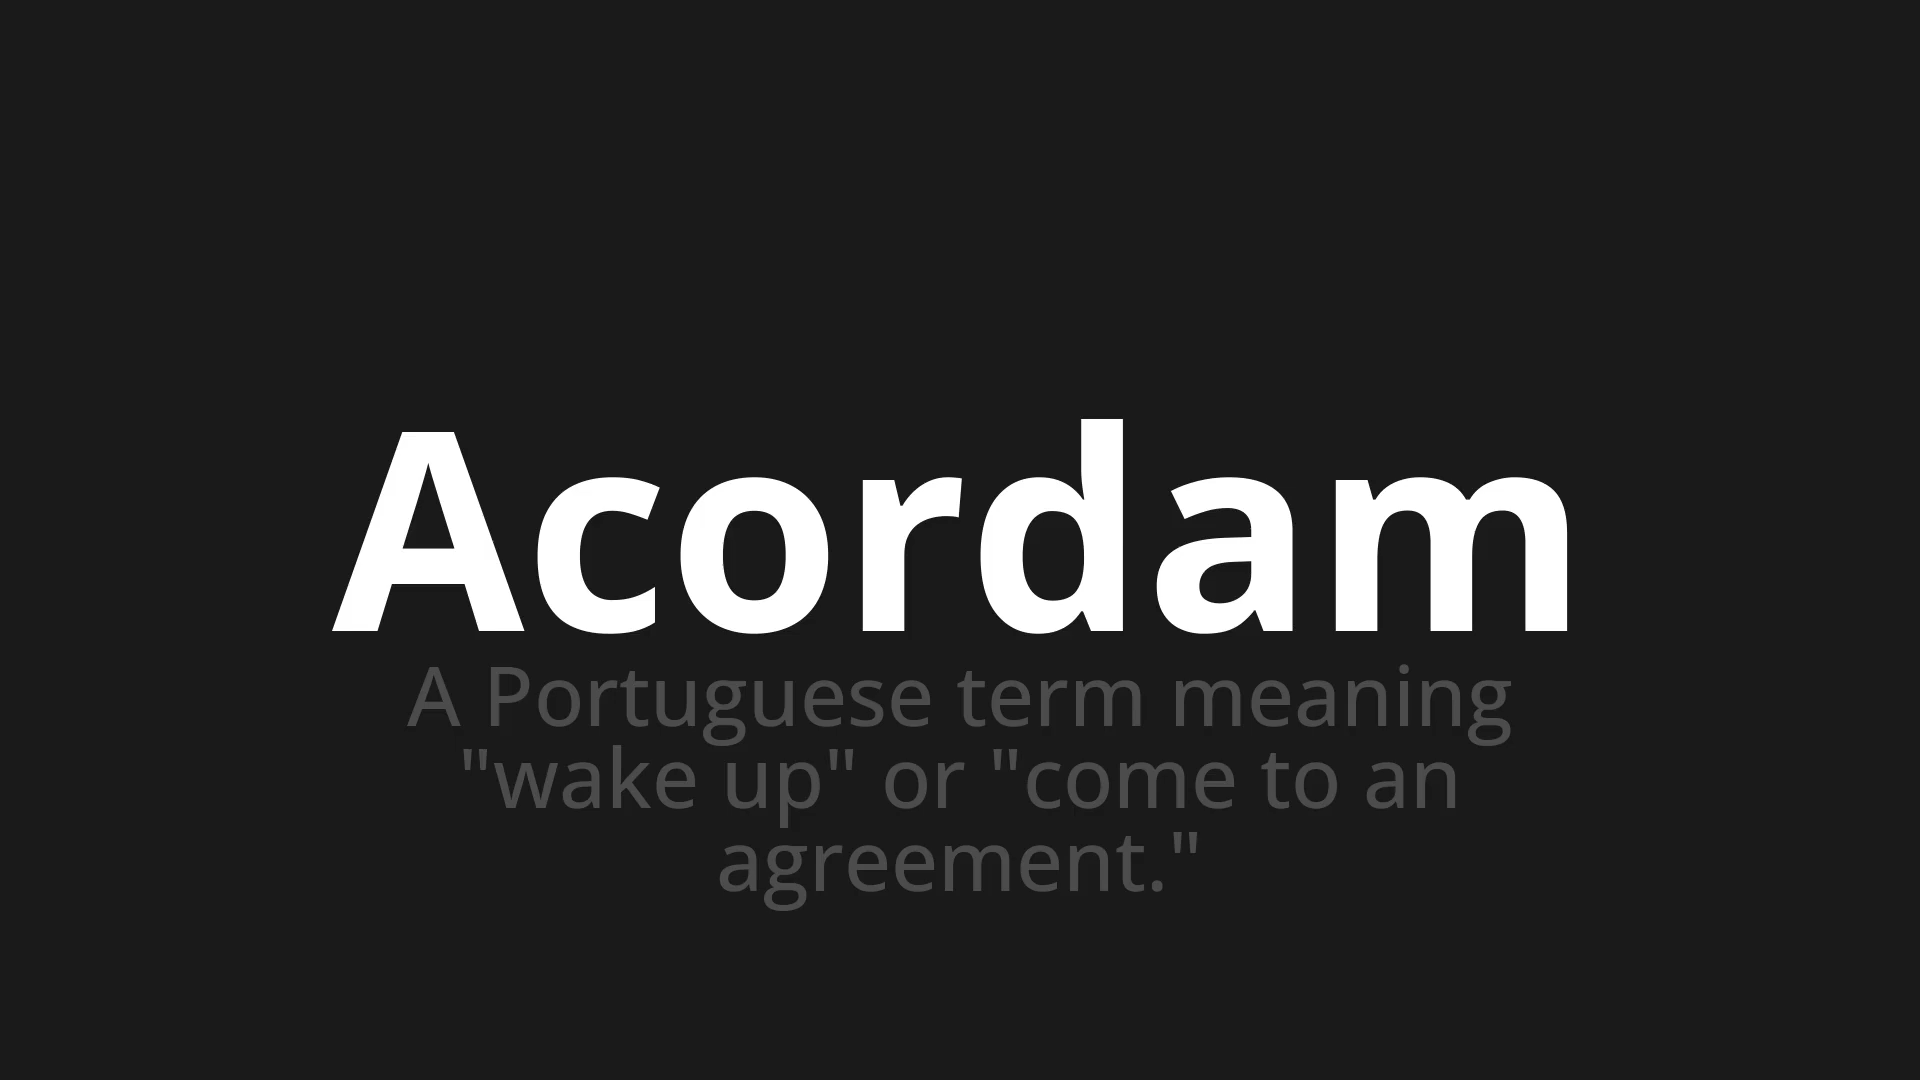 Acordam
A Portuguese term meaning
"wake up" or "come to an
agreement."